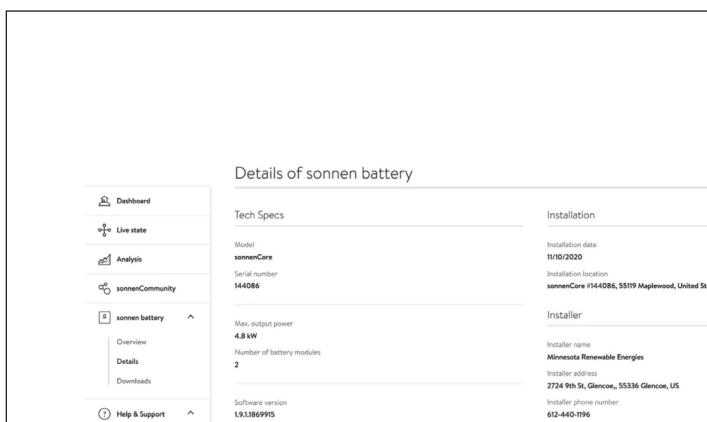 Details of sonnen battery
Dashboard
Live state
Analysis
sonnenCommunity
sonnen battery
Overview
Details
Downloads
Help & Support
Tech Specs
Model
sonnenCore
Serial number
144086
Max. output power
4.8 kW
Number of battery modules
2
Software version
1.9.1.1869915
Installation
Installation date
11/10/2020
Installation location
sonnenCore #144086, 55119 Maplewood, United St
Installer
Installer name
Minnesota Renewable Energies
Installer address
2724 9th St, Glencoe,, 55336 Glencoe, US
Installer phone number
612-440-1196